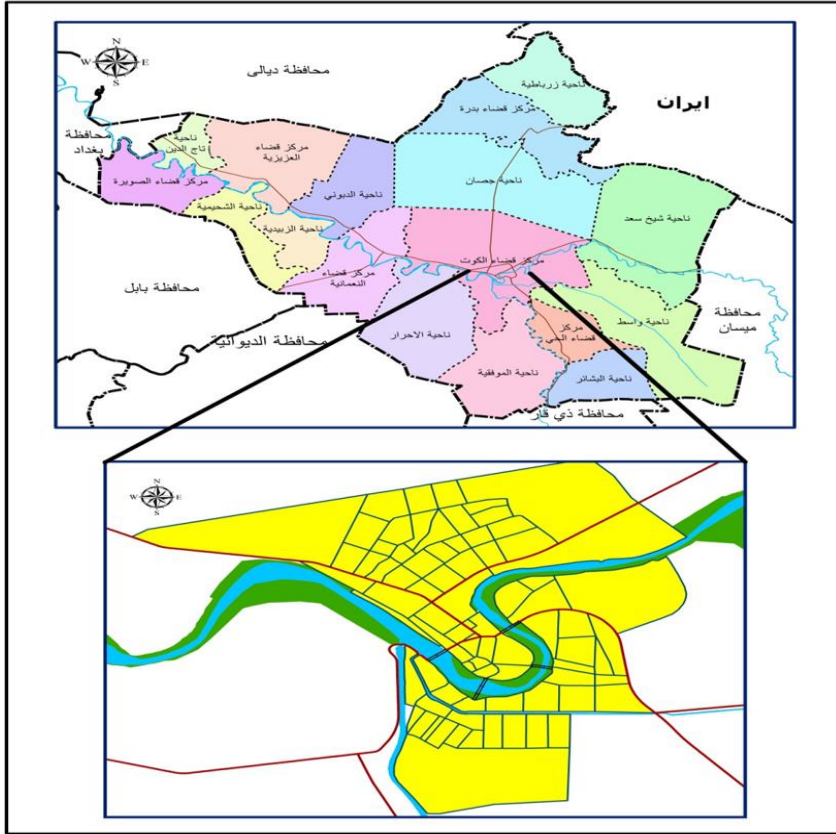 N
W E
S
محافظة ديالى
ناحية زرباطية
ايران
مركز قضاء بدرة
محافظة
بغداد
ناحية
تاج الدين
مركز قضاء
العزيزية
ناحية جصان
مركز قضاء الصويرة
ناحية الدبوني
ناحية شيخ سعد
ناحية الشحيمية
ناحية الزبيدية
مركز قضاء الكوت
مركز قضاء
النعمانية
محافظة بابل
محافظة
ميسان
ناحية واسط
مركز
قضاء الحي
ناحية الاحرار
محافظة الديوانية
ناحية الموفقية
ناحية البشائر
محافظة ذي قار
N
W E
S